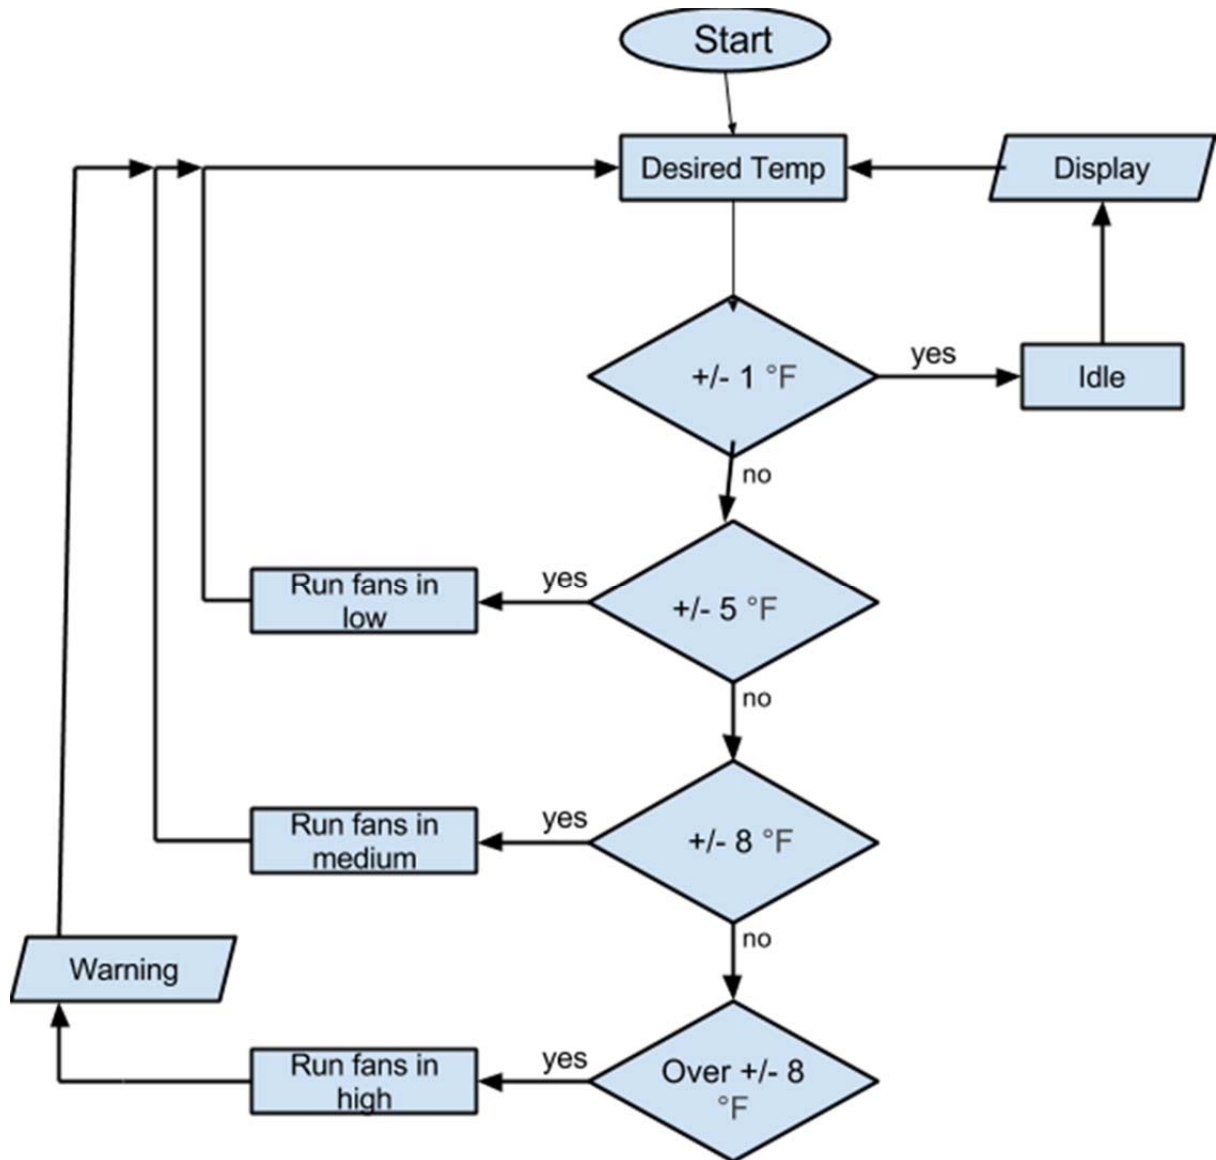 Start
Desired Temp
Display
+/- 1 °F
yes
Idle
no
Run fans in
low
yes
+/- 5 °F
no
Run fans in
medium
yes
+/- 8 °F
no
Warning
Run fans in
high
yes
Over +/- 8
°F